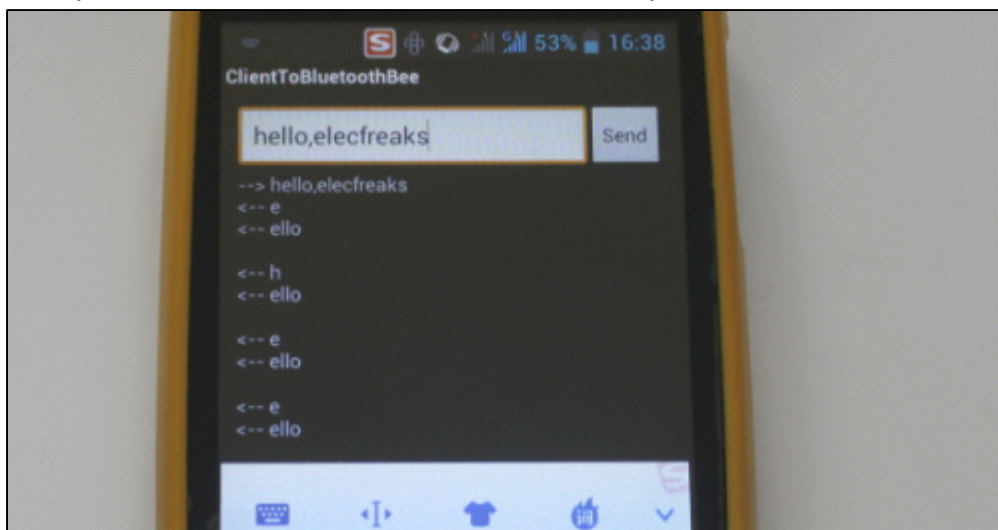 S G 53% 16:38
ClientToBluetoothBee
hello,elecfreaks Send
--> hello,elecfreaks
<-- e
<-- ello
<-- h
<-- ello
<-- e
<-- ello
<-- e
<-- ello